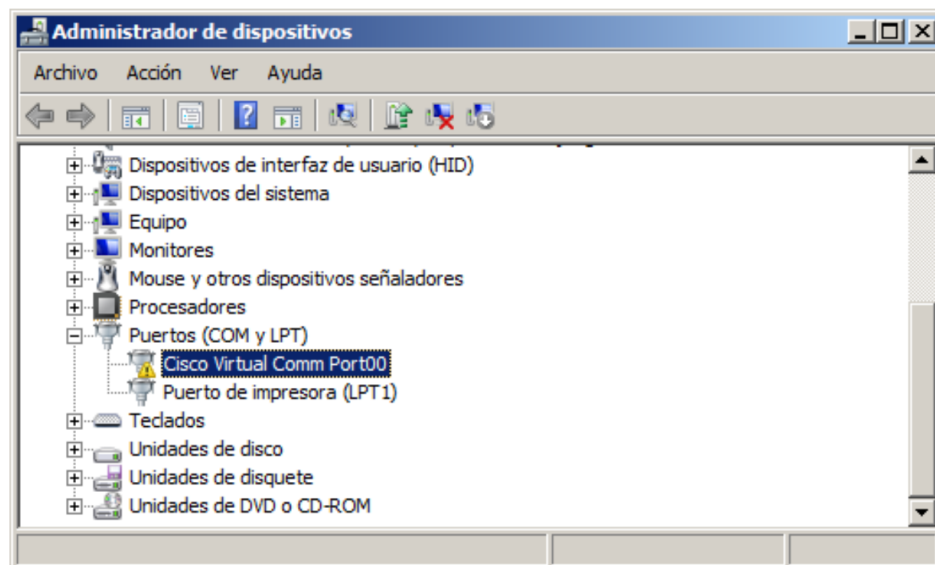 Administrador de dispositivos
Archivo Acción Ver Ayuda
Dispositivos de interfaz de usuario (HID)
Dispositivos del sistema
Equipo
Monitores
Mouse y otros dispositivos señaladores
Procesadores
Puertos (COM y LPT)
Cisco Virtual Comm Port00
Puerto de impresora (LPT1)
Teclados
Unidades de disco
Unidades de disquete
Unidades de DVD o CD-ROM